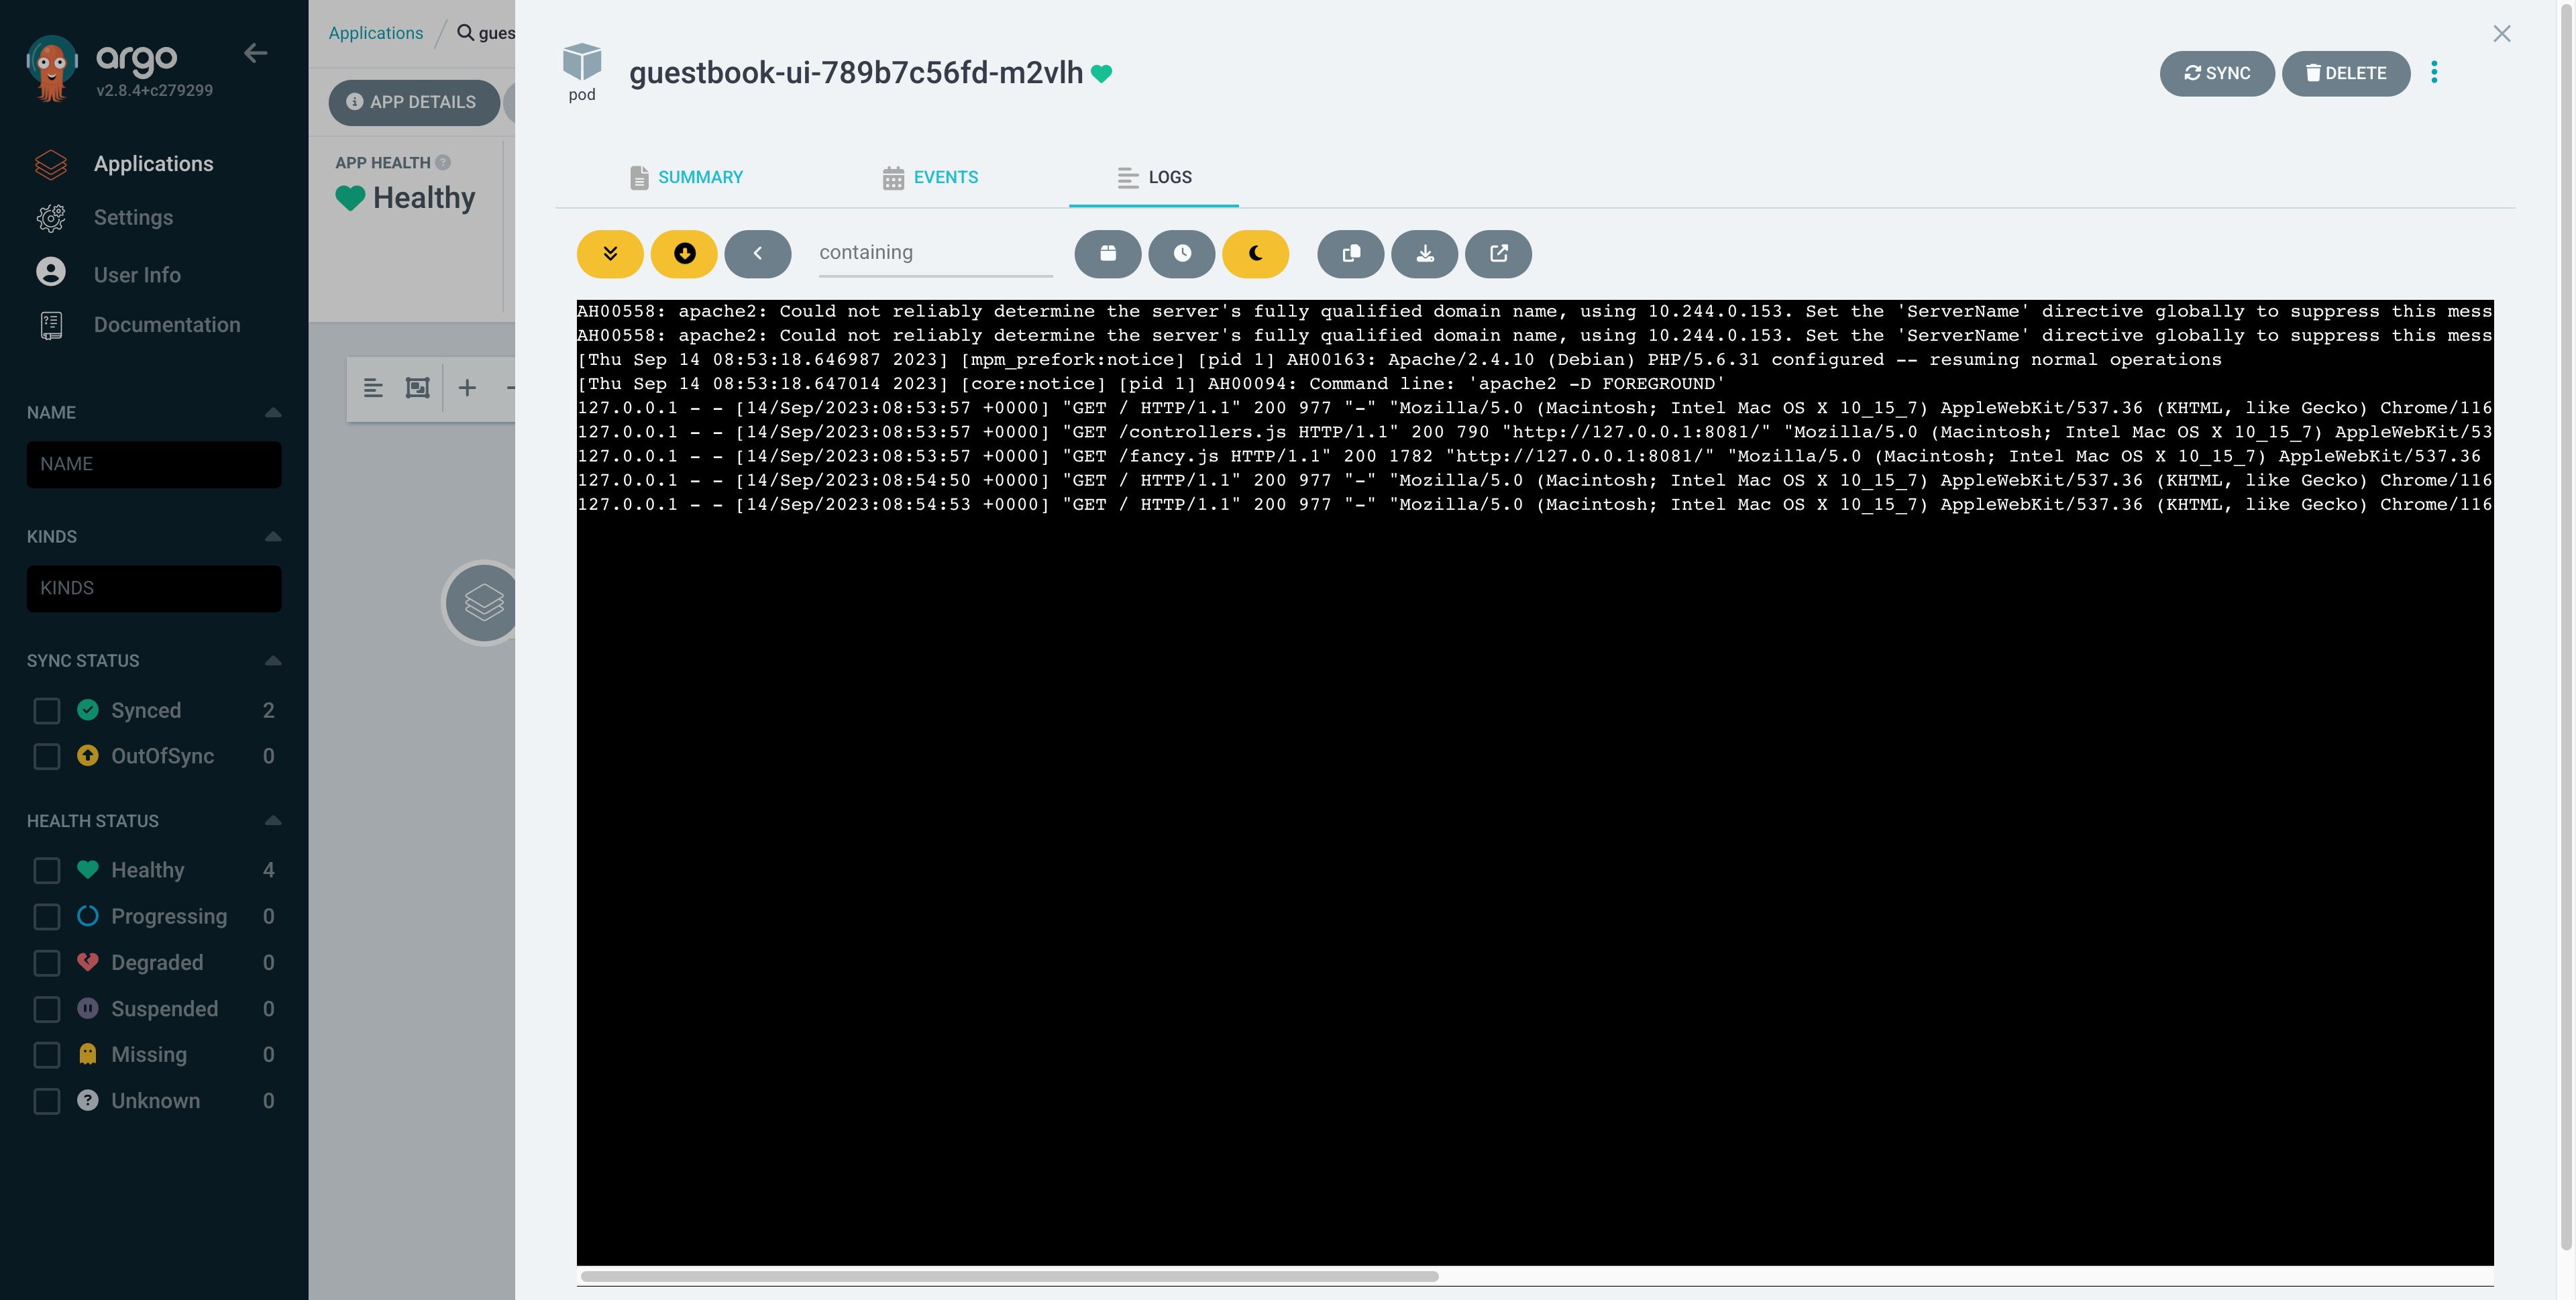 argo
v2.8.4+c279299
Applications
Settings
User Info
Documentation
NAME
NAME
KINDS
KINDS
SYNC STATUS
Synced 2
OutOfSync 0
HEALTH STATUS
Healthy 4
Progressing 0
Degraded 0
Suspended 0
Missing 0
Unknown 0
Applications / gues
APP DETAILS
APP HEALTH ?
Healthy
pod
guestbook-ui-789b7c56fd-m2vlh
SYNC
DELETE
SUMMARY
EVENTS
LOGS
containing
AH00558: apache2: Could not reliably determine the server's fully qualified domain name, using 10.244.0.153. Set the 'ServerName' directive globally to suppress this mess
AH00558: apache2: Could not reliably determine the server's fully qualified domain name, using 10.244.0.153. Set the 'ServerName' directive globally to suppress this mess
[Thu Sep 14 08:53:18.646987 2023] [mpm_prefork:notice] [pid 1] AH00163: Apache/2.4.10 (Debian) PHP/5.6.31 configured -- resuming normal operations
[Thu Sep 14 08:53:18.647014 2023] [core:notice] [pid 1] AH00094: Command line: 'apache2 -D FOREGROUND'
127.0.0.1 - - [14/Sep/2023:08:53:57 +0000] "GET / HTTP/1.1" 200 977 "-" "Mozilla/5.0 (Macintosh; Intel Mac OS X 10_15_7) AppleWebKit/537.36 (KHTML, like Gecko) Chrome/116
127.0.0.1 - - [14/Sep/2023:08:53:57 +0000] "GET /controllers.js HTTP/1.1" 200 790 "http://127.0.0.1:8081/" "Mozilla/5.0 (Macintosh; Intel Mac OS X 10_15_7) AppleWebKit/53
127.0.0.1 - - [14/Sep/2023:08:53:57 +0000] "GET /fancy.js HTTP/1.1" 200 1782 "http://127.0.0.1:8081/" "Mozilla/5.0 (Macintosh; Intel Mac OS X 10_15_7) AppleWebKit/537.36
127.0.0.1 - - [14/Sep/2023:08:54:50 +0000] "GET / HTTP/1.1" 200 977 "-" "Mozilla/5.0 (Macintosh; Intel Mac OS X 10_15_7) AppleWebKit/537.36 (KHTML, like Gecko) Chrome/116
127.0.0.1 - - [14/Sep/2023:08:54:53 +0000] "GET / HTTP/1.1" 200 977 "-" "Mozilla/5.0 (Macintosh; Intel Mac OS X 10_15_7) AppleWebKit/537.36 (KHTML, like Gecko) Chrome/116